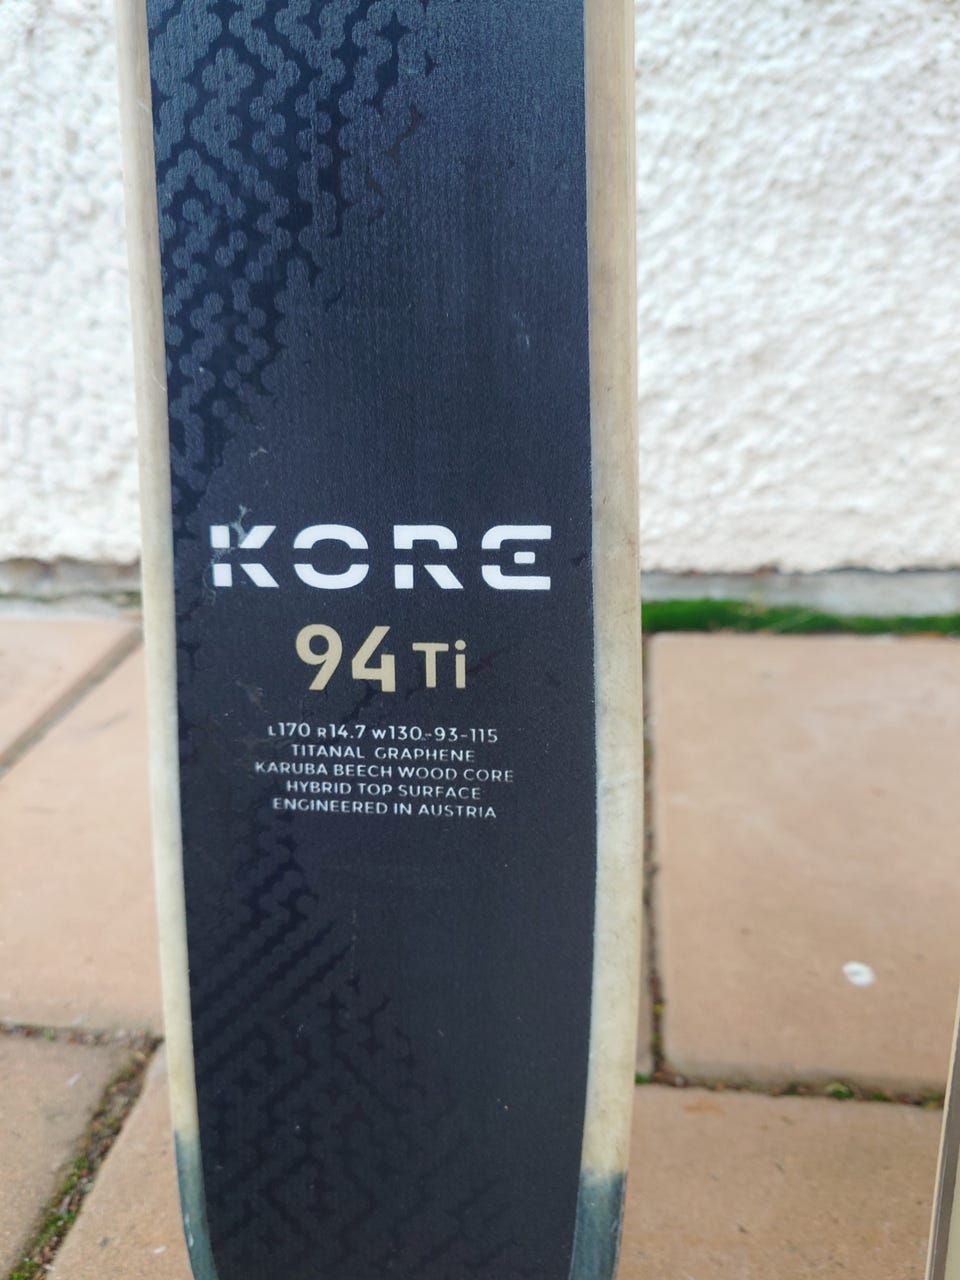 KORE
94 Ti
L170 R14.7 W130-93-115
TITANAL GRAPHENE
KARUBA BEECH WOOD CORE
HYBRID TOP SURFACE
ENGINEERED IN AUSTRIA